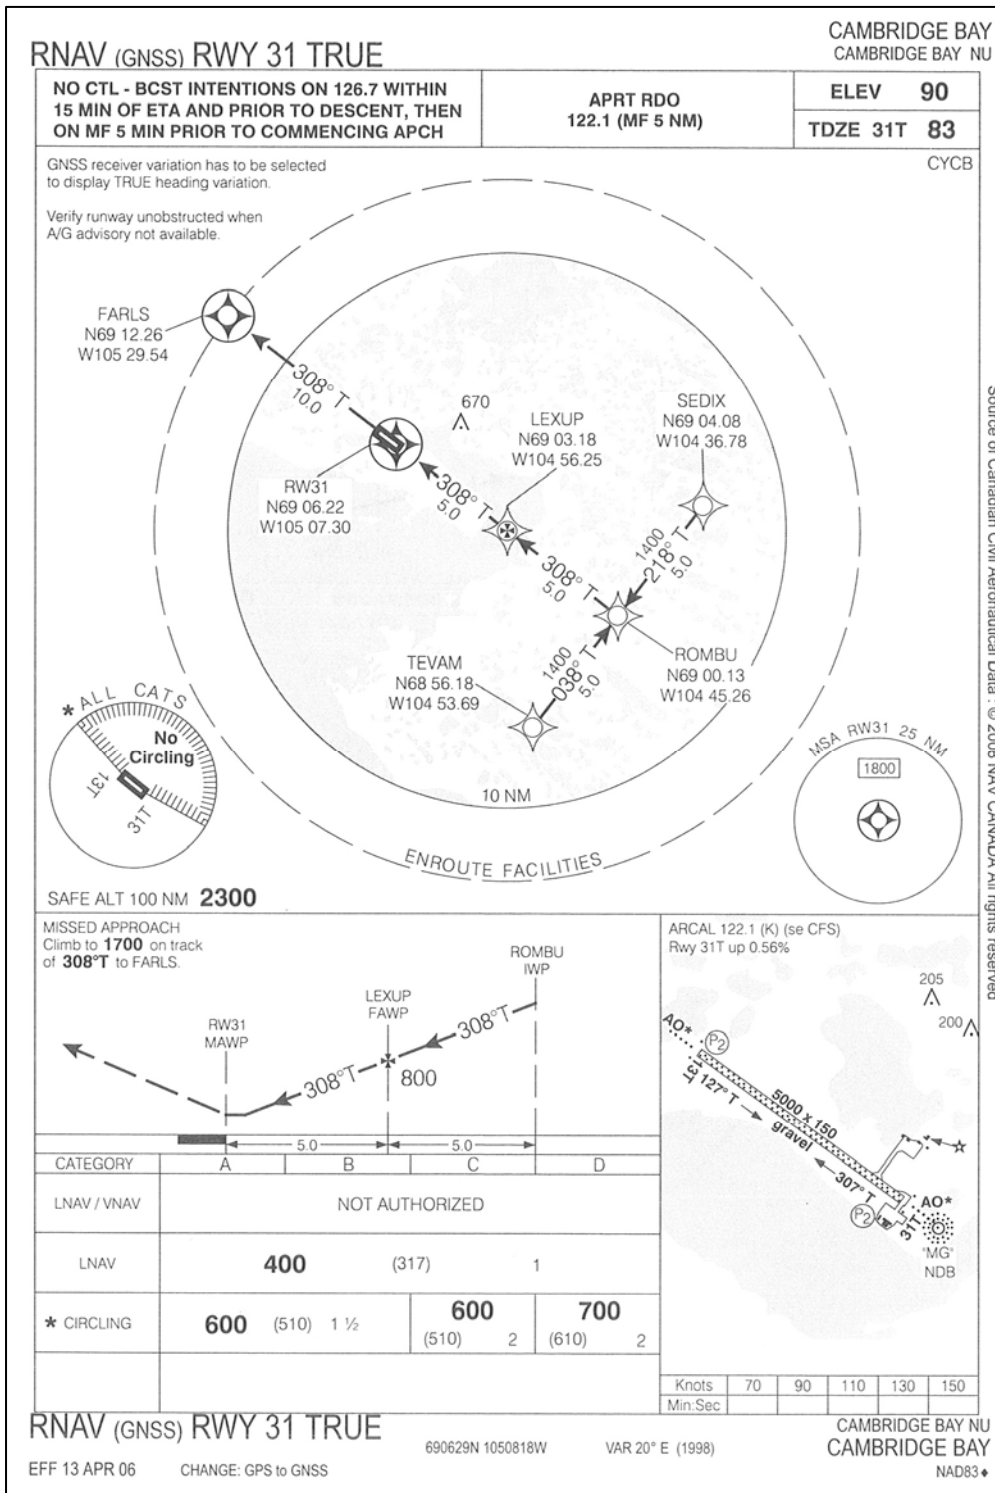 CAMBRIDGE BAY
RNAV (GNSS) RWY 31 TRUE
CAMBRIDGE BAY NU
NO CTL - BCST INTENTIONS ON 126.7 WITHIN
15 MIN OF ETA AND PRIOR TO DESCENT, THEN
ON MF 5 MIN PRIOR TO COMMENCING APCH
APRT RDO
122.1 (MF 5 NM)
ELEV 90
TDZE 31T 83
CYCB
GNSS receiver variation has to be selected
to display TRUE heading variation.
Verify runway unobstructed when
A/G advisory not available.
FARLS
N69 12.26
W105 29.54
308° T
10.0
670
LEXUP
N69 03.18
W104 56.25
SEDIX
N69 04.08
W104 36.78
RW31
N69 06.22
W105 07.30
308° T
5.0
308° T
5.0
1400
218° T
5.0
TEVAM
N68 56.18
W104 53.69
1400
038° T
5.0
ROMBU
N69 00.13
W104 45.26
* ALL CATS
No
Circling
13T
31T
10 NM
ENROUTE FACILITIES
MSA RW31 25 NM
1800
SAFE ALT 100 NM 2300
Source of Canadian Civil Aeronautical Data : © 2008 NAV CANADA All rights reserved
MISSED APPROACH
Climb to 1700 on track
of 308°T to FARLS.
ROMBU
IWP
LEXUP
FAWP
RW31
MAWP
308°T
308°T
800
5.0
5.0
ARCAL 122.1 (K) (se CFS)
Rwy 31T up 0.56%
205
200
AO*
P2
13T
127° T
5000 x 150
gravel
307° T
P2
31T
AO*
"MG"
NDB
CATEGORY A B C D
LNAV / VNAV NOT AUTHORIZED
LNAV 400 (317) 1
* CIRCLING 600 (510) 1 ½ 600 (510) 2 700 (610) 2
Knots 70 90 110 130 150
Min:Sec
RNAV (GNSS) RWY 31 TRUE
690629N 1050818W
VAR 20° E (1998)
CAMBRIDGE BAY NU
CAMBRIDGE BAY
EFF 13 APR 06
CHANGE: GPS to GNSS
NAD83